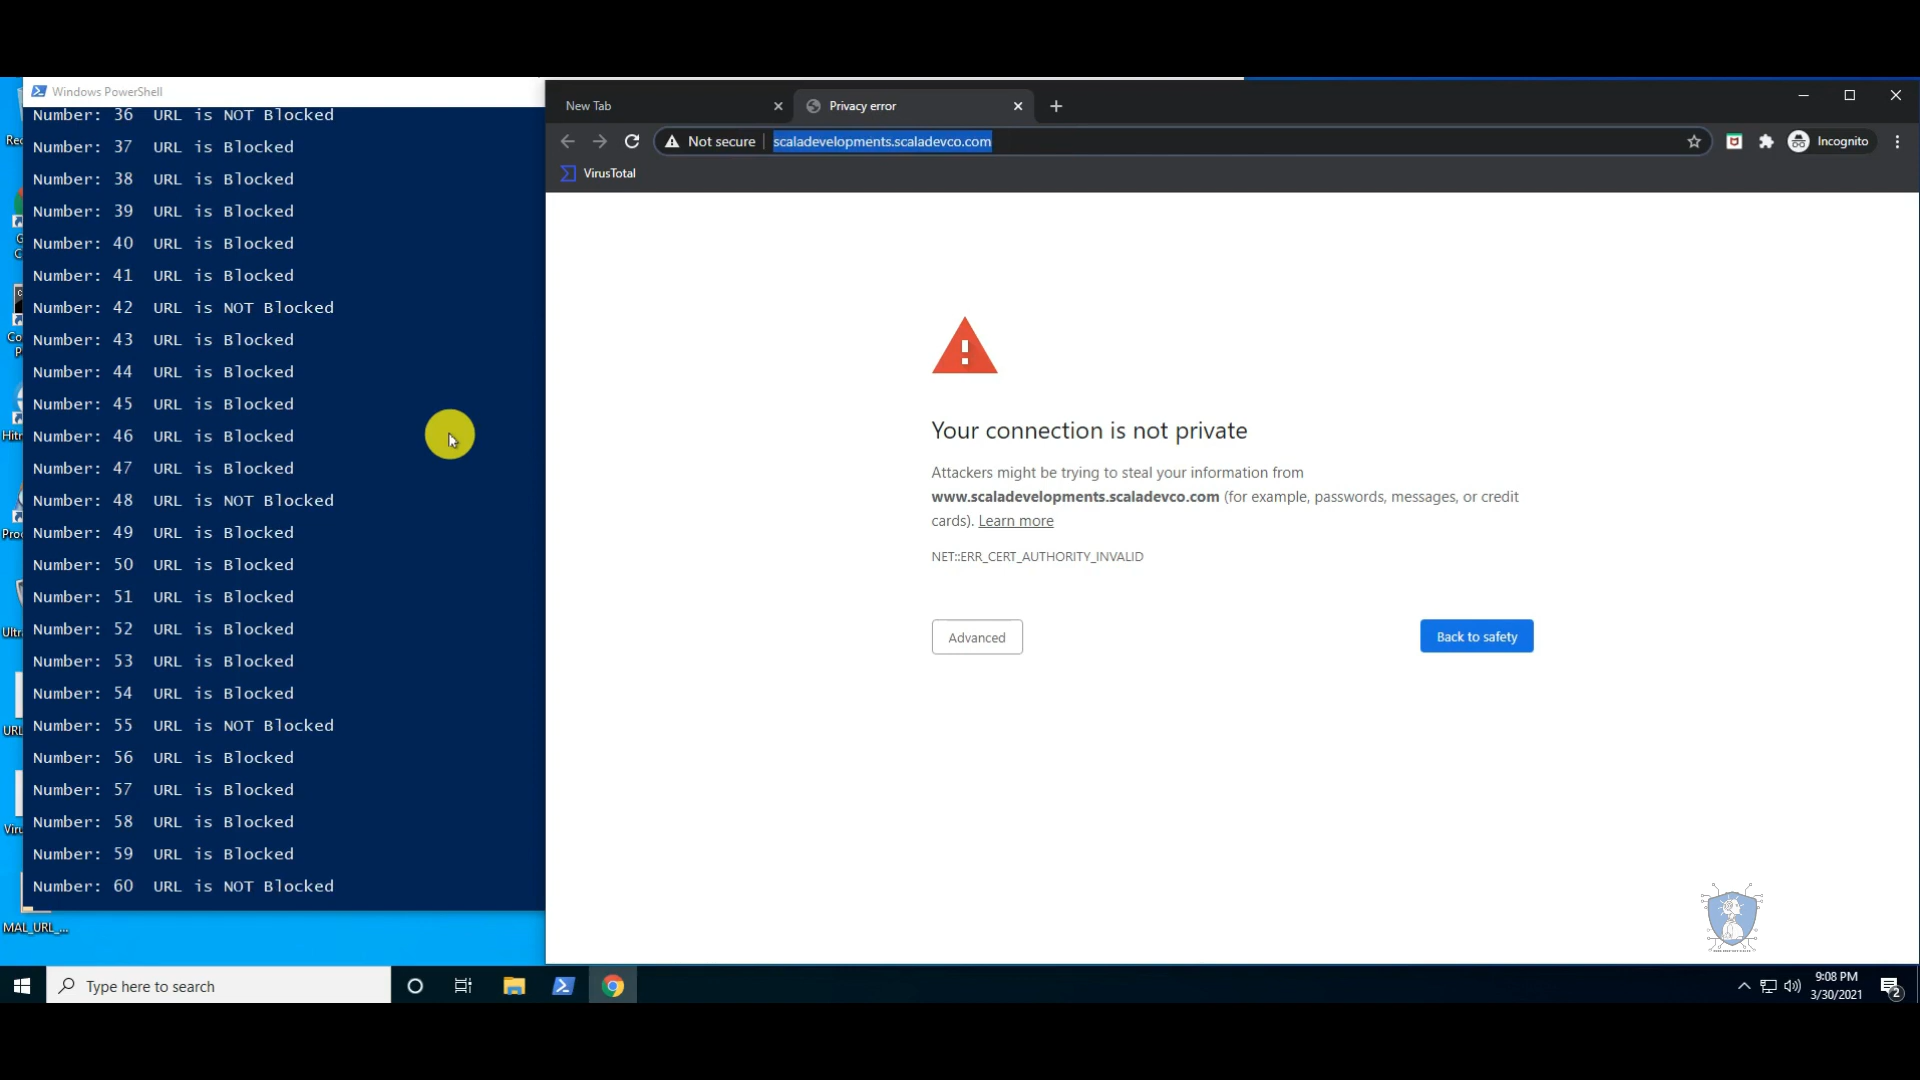 Windows PowerShell
Number: 36 URL is NOT Blocked
Number: 37 URL is Blocked
Number: 38 URL is Blocked
Number: 39 URL is Blocked
Number: 40 URL is Blocked
Number: 41 URL is Blocked
Number: 42 URL is NOT Blocked
Number: 43 URL is Blocked
Number: 44 URL is Blocked
Number: 45 URL is Blocked
Number: 46 URL is Blocked
Number: 47 URL is Blocked
Number: 48 URL is NOT Blocked
Number: 49 URL is Blocked
Number: 50 URL is Blocked
Number: 51 URL is Blocked
Number: 52 URL is Blocked
Number: 53 URL is Blocked
Number: 54 URL is Blocked
Number: 55 URL is NOT Blocked
Number: 56 URL is Blocked
Number: 57 URL is Blocked
Number: 58 URL is Blocked
Number: 59 URL is Blocked
Number: 60 URL is NOT Blocked
MAL_URL_...
New Tab
Privacy error
Not secure
scaladevelopments.scaladevco.com
Incognito
VirusTotal
Your connection is not private
Attackers might be trying to steal your information from
www.scaladevelopments.scaladevco.com (for example, passwords, messages, or credit
cards). Learn more
NET::ERR_CERT_AUTHORITY_INVALID
Advanced
Back to safety
Type here to search
9:08 PM
3/30/2021
2